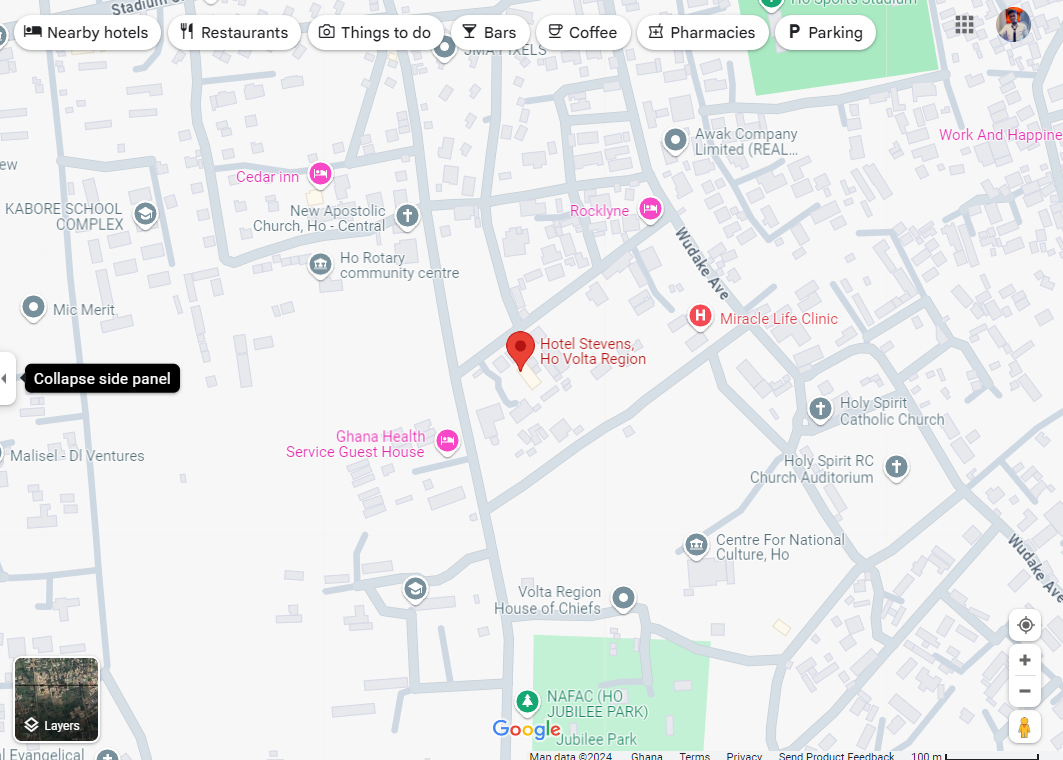 Stadium
Ho Sports Stadium
Nearby hotels
Restaurants
Things to do
Bars
Coffee
Pharmacies
Parking
JMA PIXELS
Awak Company
Limited (REAL...
Work And Happine
ew
Cedar inn
KABORE SCHOOL
COMPLEX
New Apostolic
Church, Ho - Central
Rocklyne
Wudake Ave
Ho Rotary
community centre
Mic Merit
Miracle Life Clinic
Hotel Stevens,
Ho Volta Region
Collapse side panel
Holy Spirit
Catholic Church
Ghana Health
Service Guest House
Malisel - DI Ventures
Holy Spirit RC
Church Auditorium
Centre For National
Culture, Ho
Wudake Ave
Volta Region
House of Chiefs
NAFAC (HO
JUBILEE PARK)
Layers
Google
Jubilee Park
al Evangelical
Map data ©2024
Ghana
Terms
Privacy
Send Product Feedback
100 m